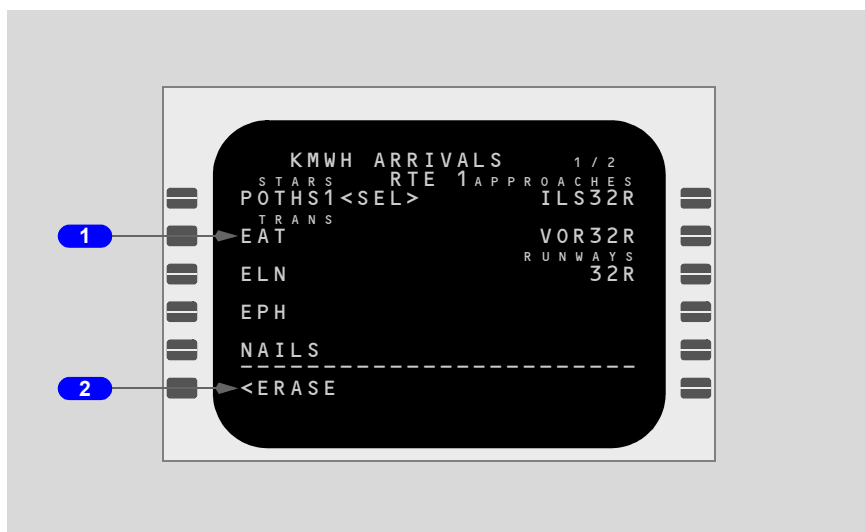 KMWH ARRIVALS 1/2
STARS RTE 1 APPROACHES
POTHS1<SEL> ILS32R
TRANS
1 EAT VOR32R
RUNWAYS
ELN 32R
EPH
NAILS
------------------------
2 <ERASE